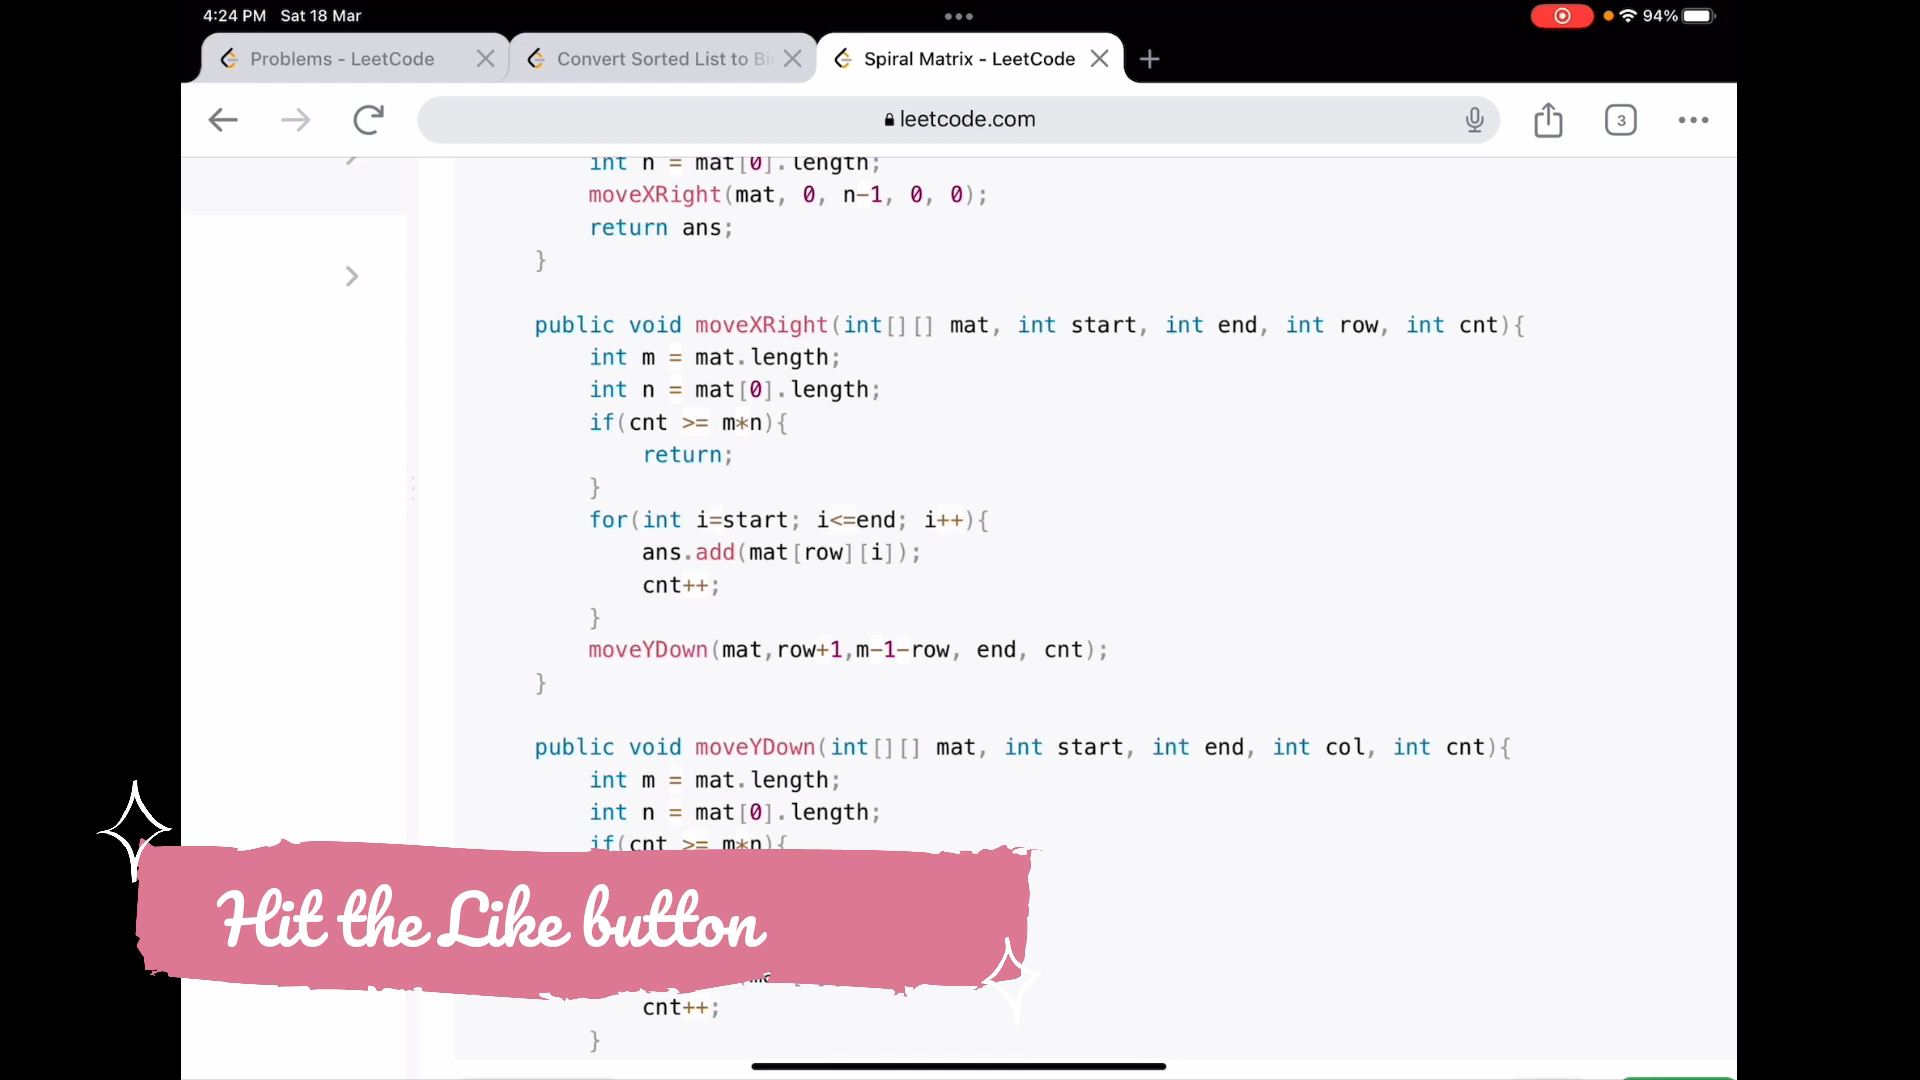 4:24 PM Sat 18 Mar
94%
Problems - LeetCode
Convert Sorted List to Bi
Spiral Matrix - LeetCode
leetcode.com
3
int n = mat[0].length;
moveXRight(mat, 0, n-1, 0, 0);
return ans;
}
public void moveXRight(int[][] mat, int start, int end, int row, int cnt){
int m = mat.length;
int n = mat[0].length;
if(cnt >= m*n){
return;
}
for(int i=start; i<=end; i++){
ans.add(mat[row][i]);
cnt++;
}
moveYDown(mat,row+1,m-1-row, end, cnt);
}
public void moveYDown(int[][] mat, int start, int end, int col, int cnt){
int m = mat.length;
int n = mat[0].length;
if(cnt >= m*n){
Hit the Like button
cnt++;
}